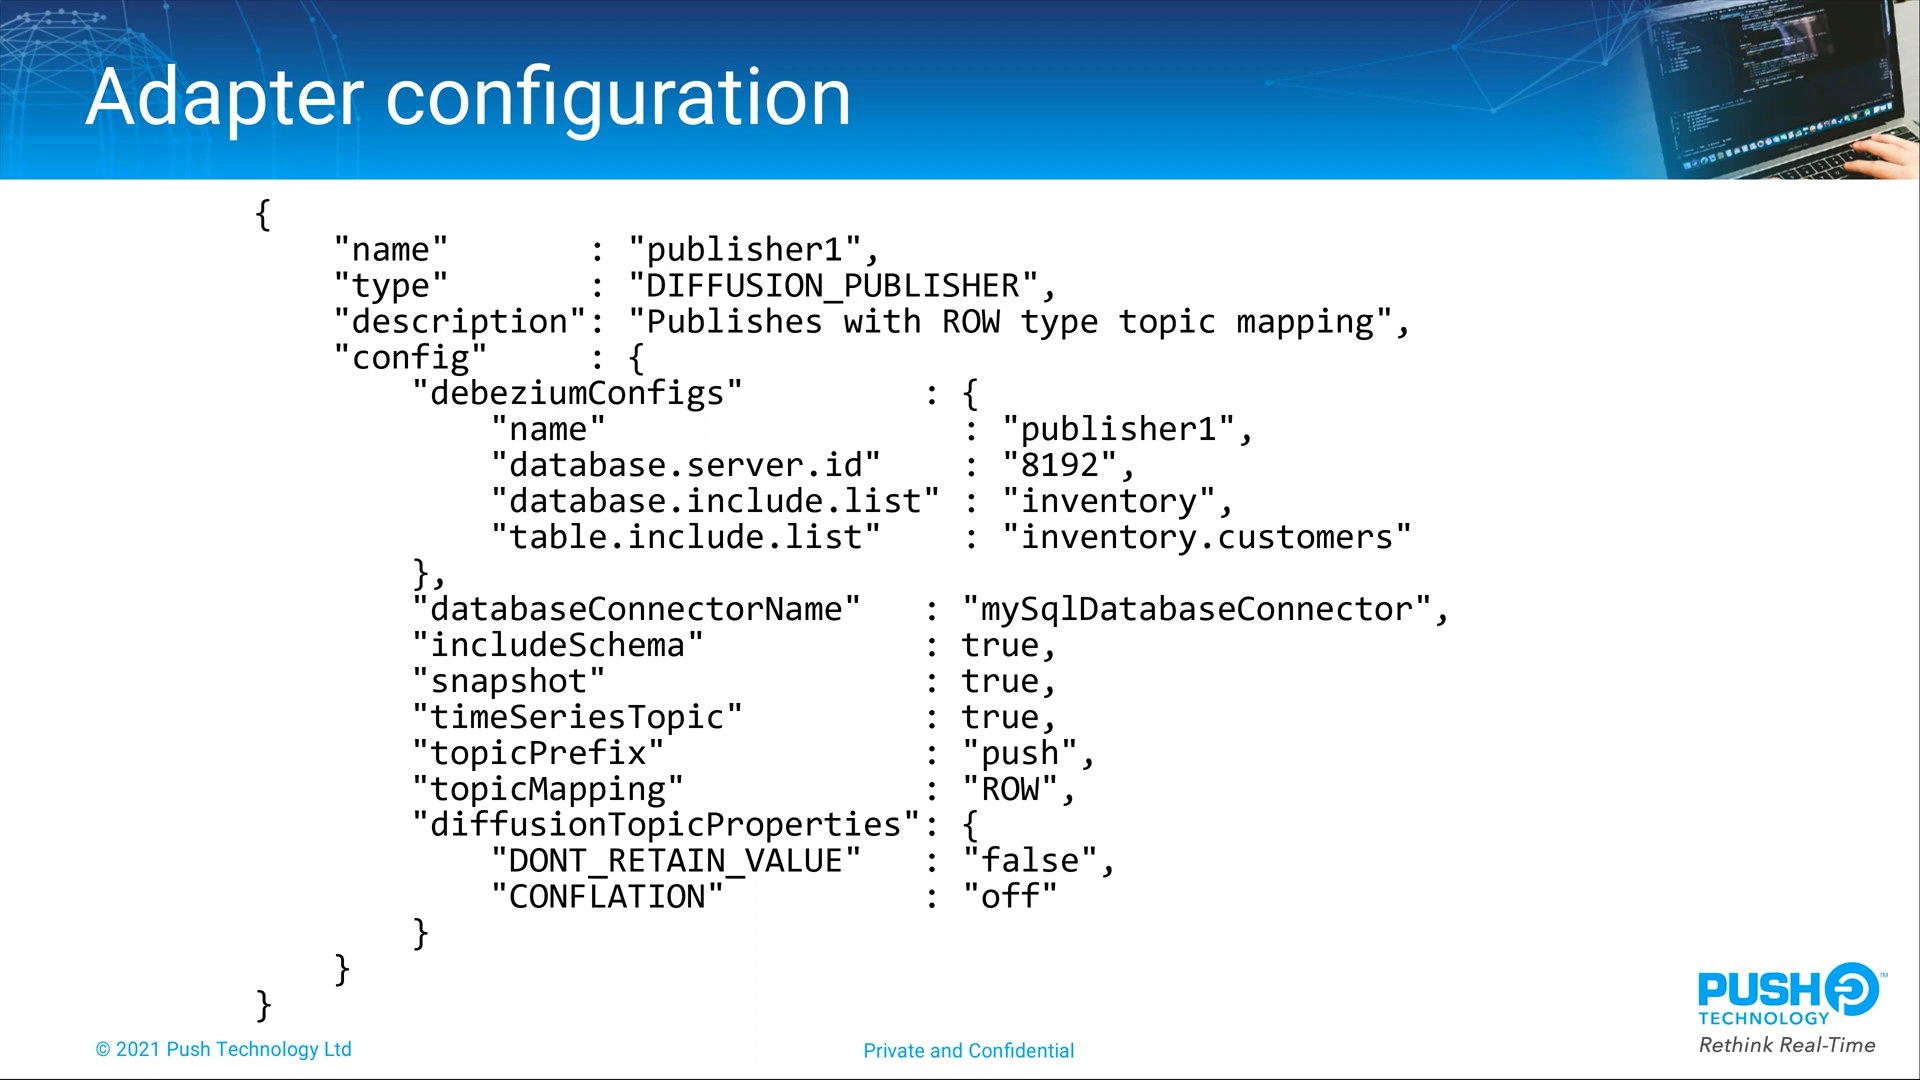 Adapter configuration
{
    "name"       : "publisher1",
    "type"       : "DIFFUSION_PUBLISHER",
    "description": "Publishes with ROW type topic mapping",
    "config"     : {
        "debeziumConfigs"         : {
            "name"                  : "publisher1",
            "database.server.id"    : "8192",
            "database.include.list" : "inventory",
            "table.include.list"    : "inventory.customers"
        },
        "databaseConnectorName"   : "mySqlDatabaseConnector",
        "includeSchema"           : true,
        "snapshot"                : true,
        "timeSeriesTopic"         : true,
        "topicPrefix"             : "push",
        "topicMapping"            : "ROW",
        "diffusionTopicProperties": {
            "DONT_RETAIN_VALUE"   : "false",
            "CONFLATION"          : "off"
        }
    }
}
PUSH ™
TECHNOLOGY
Rethink Real-Time
© 2021 Push Technology Ltd
Private and Confidential